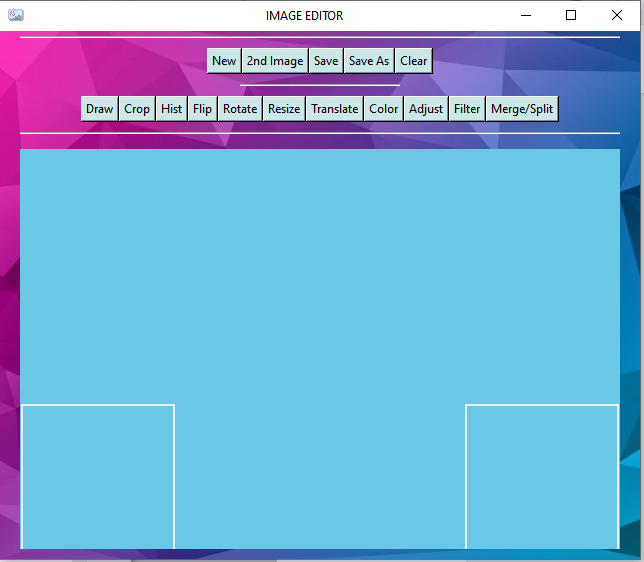 IMAGE EDITOR
New 2nd Image Save Save As Clear
Draw Crop Hist Flip Rotate Resize Translate Color Adjust Filter Merge/Split